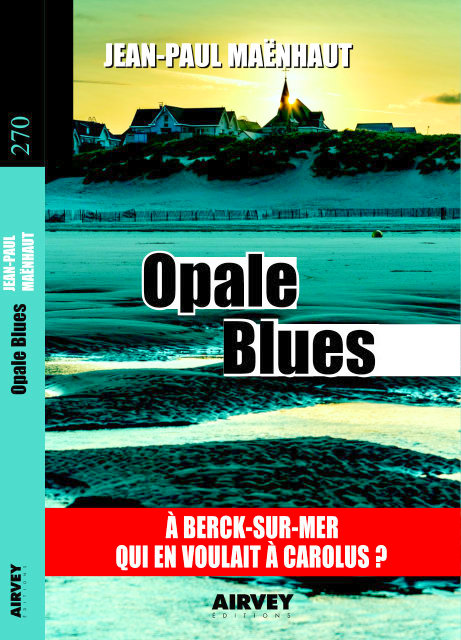 270
JEAN-PAUL
MAËNHAUT
Opale Blues
AIRVEY
ÉDITIONS
JEAN-PAUL MAËNHAUT
Opale
Blues
À BERCK-SUR-MER
QUI EN VOULAIT À CAROLUS ?
AIRVEY
ÉDITIONS